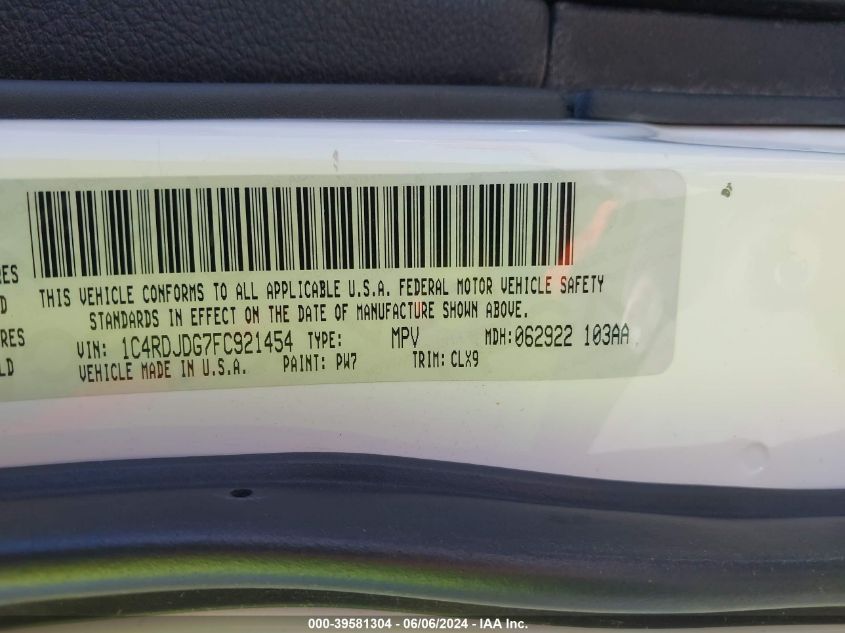 RES
D
RES
LD
THIS VEHICLE CONFORMS TO ALL APPLICABLE U.S.A. FEDERAL MOTOR VEHICLE SAFETY
STANDARDS IN EFFECT ON THE DATE OF MANUFACTURE SHOWN ABOVE.
VIN: 1C4RDJDG7FC921454 TYPE: MPV MDH:062922 103AA
VEHICLE MADE IN U.S.A. PAINT: PW7 TRIM: CLX9
000-39581304 - 06/06/2024 - IAA Inc.